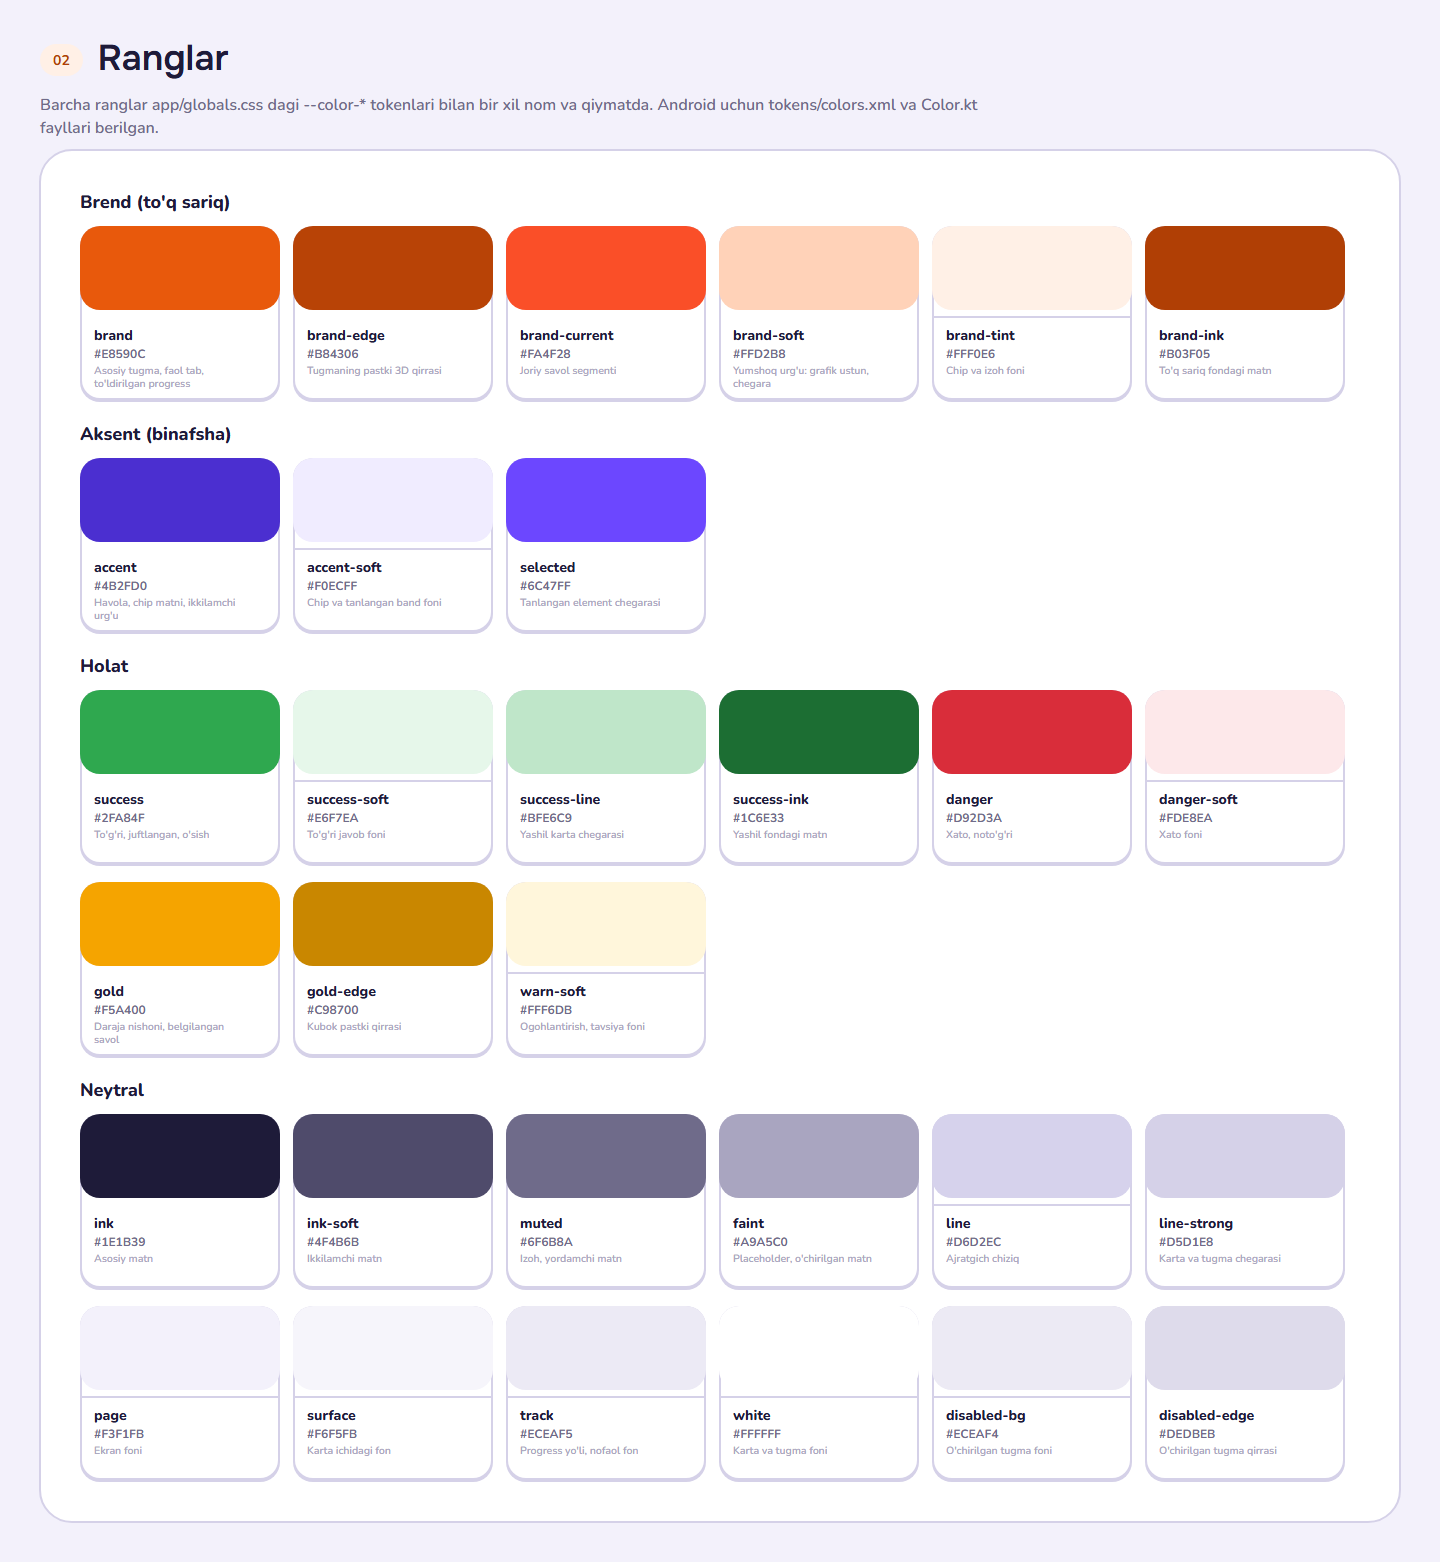 02
Ranglar
Barcha ranglar app/globals.css dagi --color-* tokenlari bilan bir xil nom va qiymatda. Android uchun tokens/colors.xml va Color.kt
fayllari berilgan.
Brend (to'q sariq)
brand
#E8590C
Asosiy tugma, faol tab,
to'ldirilgan progress
brand-edge
#B84306
Tugmaning pastki 3D qirrasi
brand-current
#FA4F28
Joriy savol segmenti
brand-soft
#FFD2B8
Yumshoq urg'u: grafik ustun,
chegara
brand-tint
#FFF0E6
Chip va izoh foni
brand-ink
#B03F05
To'q sariq fondagi matn
Aksent (binafsha)
accent
#4B2FD0
Havola, chip matni, ikkilamchi
urg'u
accent-soft
#F0ECFF
Chip va tanlangan band foni
selected
#6C47FF
Tanlangan element chegarasi
Holat
success
#2FA84F
To'g'ri, juftlangan, o'sish
success-soft
#E6F7EA
To'g'ri javob foni
success-line
#BFE6C9
Yashil karta chegarasi
success-ink
#1C6E33
Yashil fondagi matn
danger
#D92D3A
Xato, noto'g'ri
danger-soft
#FDE8EA
Xato foni
gold
#F5A400
Daraja nishoni, belgilangan
savol
gold-edge
#C98700
Kubok pastki qirrasi
warn-soft
#FFF6DB
Ogohlantirish, tavsiya foni
Neytral
ink
#1E1B39
Asosiy matn
ink-soft
#4F4B6B
Ikkilamchi matn
muted
#6F6B8A
Izoh, yordamchi matn
faint
#A9A5C0
Placeholder, o'chirilgan matn
line
#D6D2EC
Ajratgich chiziq
line-strong
#D5D1E8
Karta va tugma chegarasi
page
#F3F1FB
Ekran foni
surface
#F6F5FB
Karta ichidagi fon
track
#ECEAF5
Progress yo'li, nofaol fon
white
#FFFFFF
Karta va tugma foni
disabled-bg
#ECEAF4
O'chirilgan tugma foni
disabled-edge
#DEDBEB
O'chirilgan tugma qirrasi